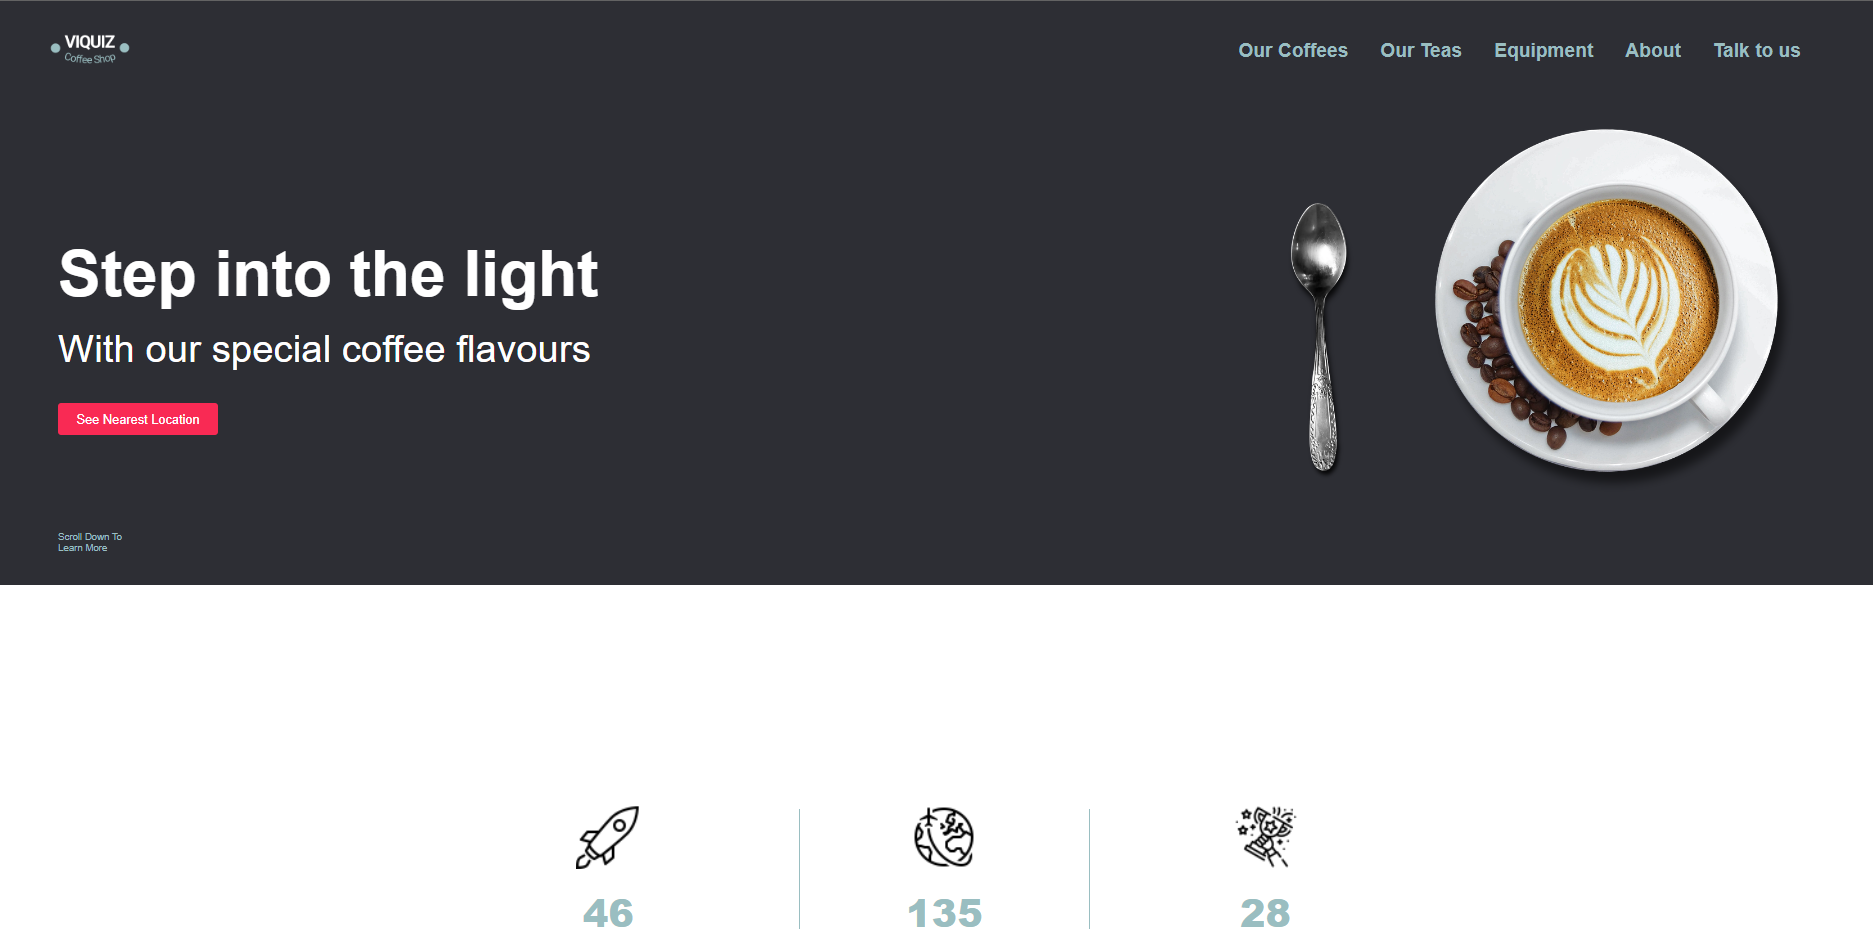 VIQUIZ
Coffee Shop
Our Coffees
Our Teas
Equipment
About
Talk to us
Step into the light
With our special coffee flavours
See Nearest Location
Scroll Down To
Learn More
46
135
28